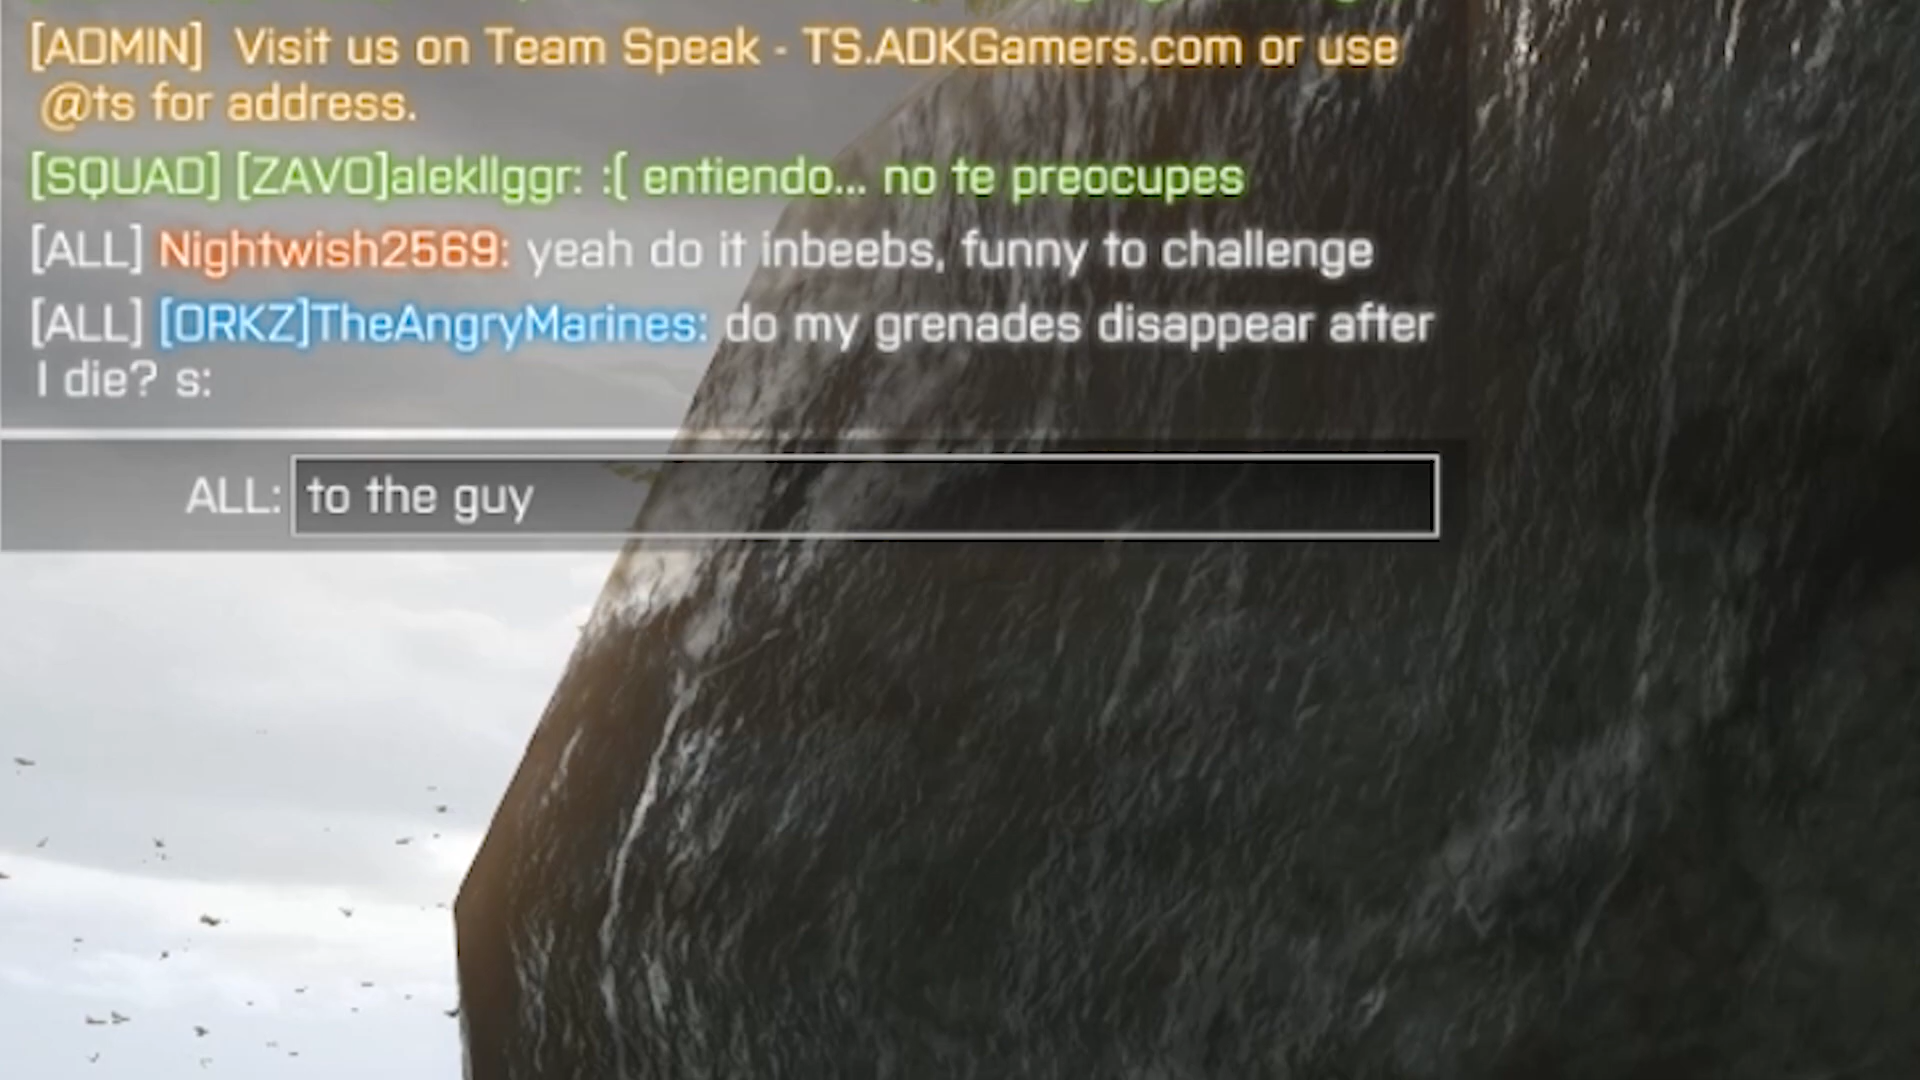 [ADMIN] Visit us on Team Speak - TS.ADKGamers.com or use
@ts for address.
[SQUAD] [ZAVO]alekllggr: :( entiendo... no te preocupes
[ALL] Nightwish2569: yeah do it inbeebs, funny to challenge
[ALL] [ORKZ]TheAngryMarines: do my grenades disappear after
I die? s:
ALL: to the guy